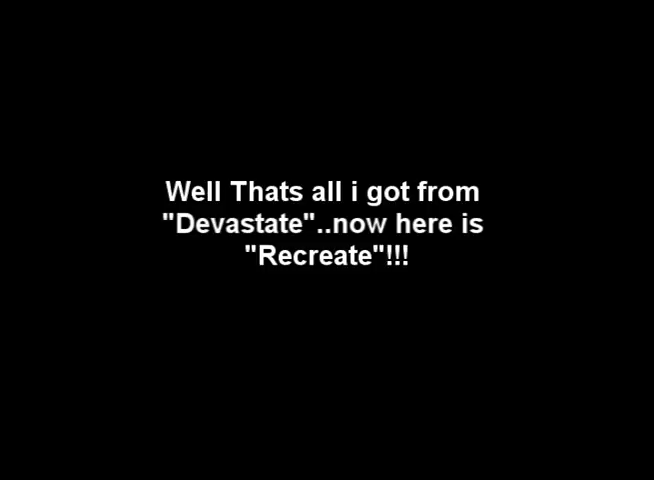 Well Thats all i got from
"Devastate"..now here is
"Recreate"!!!